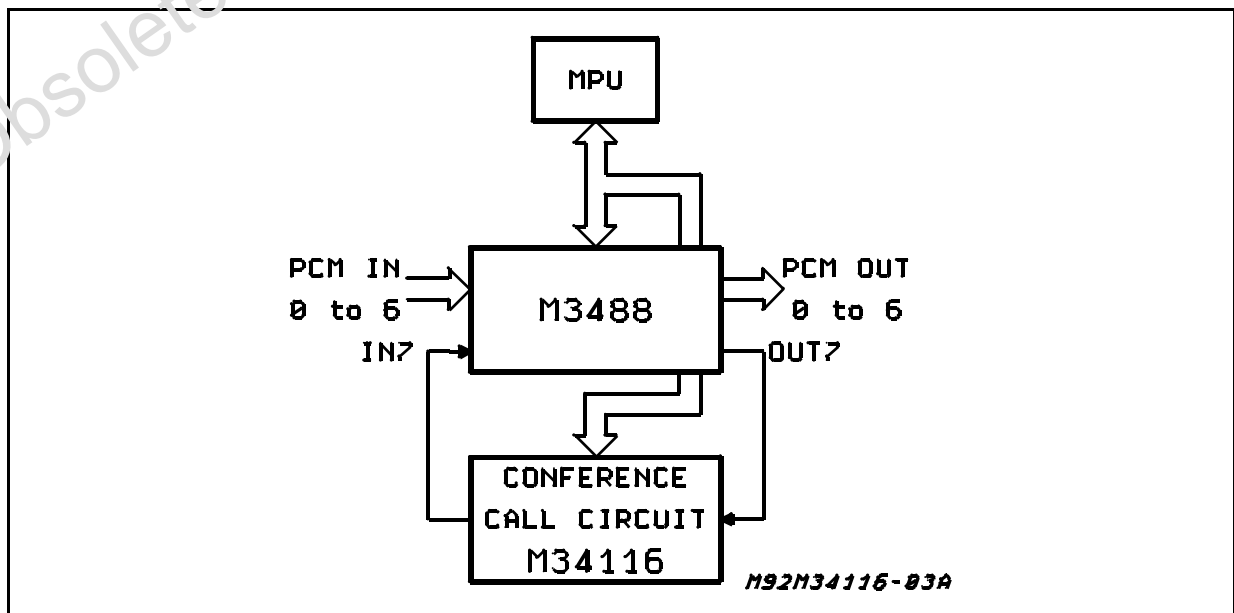 obsolete
MPU
PCM IN
0 to 6
IN7
M3488
PCM OUT
0 to 6
OUT7
CONFERENCE
CALL CIRCUIT
M34116
M92M34116-03A